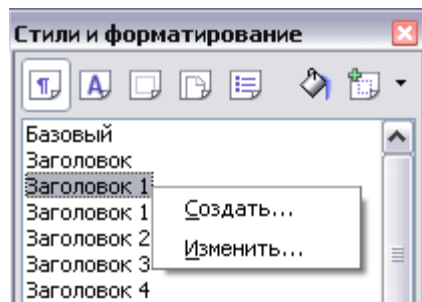 Стили и форматирование
Базовый
Заголовок
Заголовок 1
Заголовок 1
Заголовок 2
Заголовок 3
Заголовок 4
Создать...
Изменить...